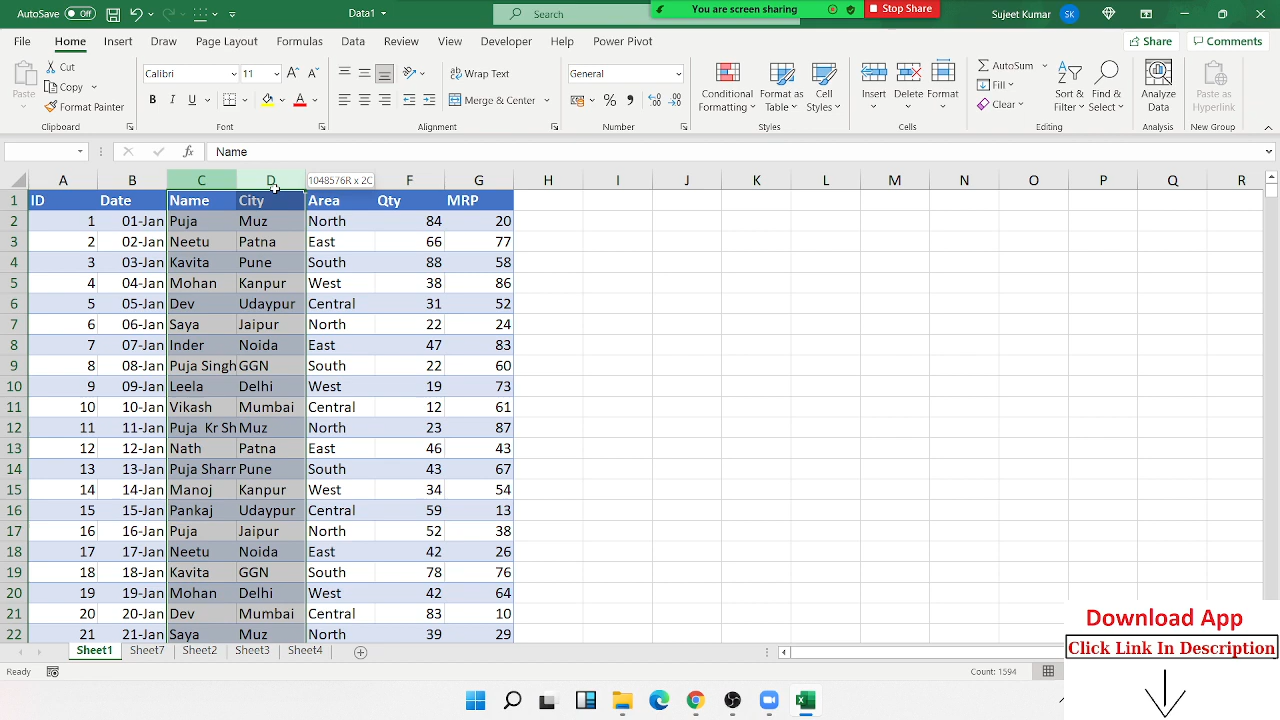 AutoSave Off Data1 Search You are screen sharing Stop Share Sujeet Kumar SK
File Home Insert Draw Page Layout Formulas Data Review View Developer Help Power Pivot Share Comments
Paste Cut Copy Format Painter Clipboard
Calibri 11 B I U A Font
Wrap Text Merge & Center Alignment
General % Number
Conditional Formatting Format as Table Cell Styles Styles
Insert Delete Format Cells
AutoSum Fill Clear Sort & Filter Find & Select Editing
Analyze Data Analysis
Paste as Hyperlink New Group
fx Name
A B C D 1048576R x 2C F G H I J K L M N O P Q R
1 ID Date Name City Area Qty MRP
2 1 01-Jan Puja Muz North 84 20
3 2 02-Jan Neetu Patna East 66 77
4 3 03-Jan Kavita Pune South 88 58
5 4 04-Jan Mohan Kanpur West 38 86
6 5 05-Jan Dev Udaypur Central 31 52
7 6 06-Jan Saya Jaipur North 22 24
8 7 07-Jan Inder Noida East 47 83
9 8 08-Jan Puja Singh GGN South 22 60
10 9 09-Jan Leela Delhi West 19 73
11 10 10-Jan Vikash Mumbai Central 12 61
12 11 11-Jan Puja Kr Sh Muz North 23 87
13 12 12-Jan Nath Patna East 46 43
14 13 13-Jan Puja Sharr Pune South 43 67
15 14 14-Jan Manoj Kanpur West 34 54
16 15 15-Jan Pankaj Udaypur Central 59 13
17 16 16-Jan Puja Jaipur North 52 38
18 17 17-Jan Neetu Noida East 42 26
19 18 18-Jan Kavita GGN South 78 76
20 19 19-Jan Mohan Delhi West 42 64
21 20 20-Jan Dev Mumbai Central 83 10
22 21 21-Jan Saya Muz North 39 29
Download App
Click Link In Description
Sheet1 Sheet7 Sheet2 Sheet3 Sheet4
Ready Count: 1594